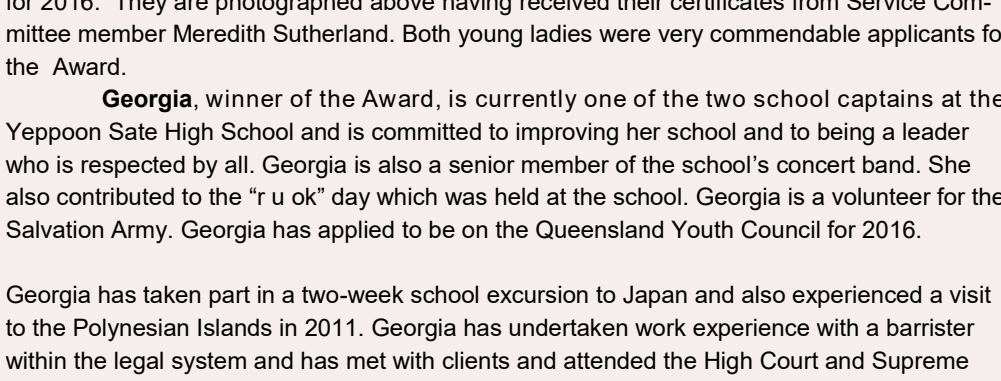 for 2016.  They are photographed above having received their certificates from Service Com-
mittee member Meredith Sutherland. Both young ladies were very commendable applicants fo
the  Award.
Georgia, winner of the Award, is currently one of the two school captains at the
Yeppoon Sate High School and is committed to improving her school and to being a leader
who is respected by all. Georgia is also a senior member of the school’s concert band. She
also contributed to the “r u ok” day which was held at the school. Georgia is a volunteer for the
Salvation Army. Georgia has applied to be on the Queensland Youth Council for 2016.
Georgia has taken part in a two-week school excursion to Japan and also experienced a visit
to the Polynesian Islands in 2011. Georgia has undertaken work experience with a barrister
within the legal system and has met with clients and attended the High Court and Supreme